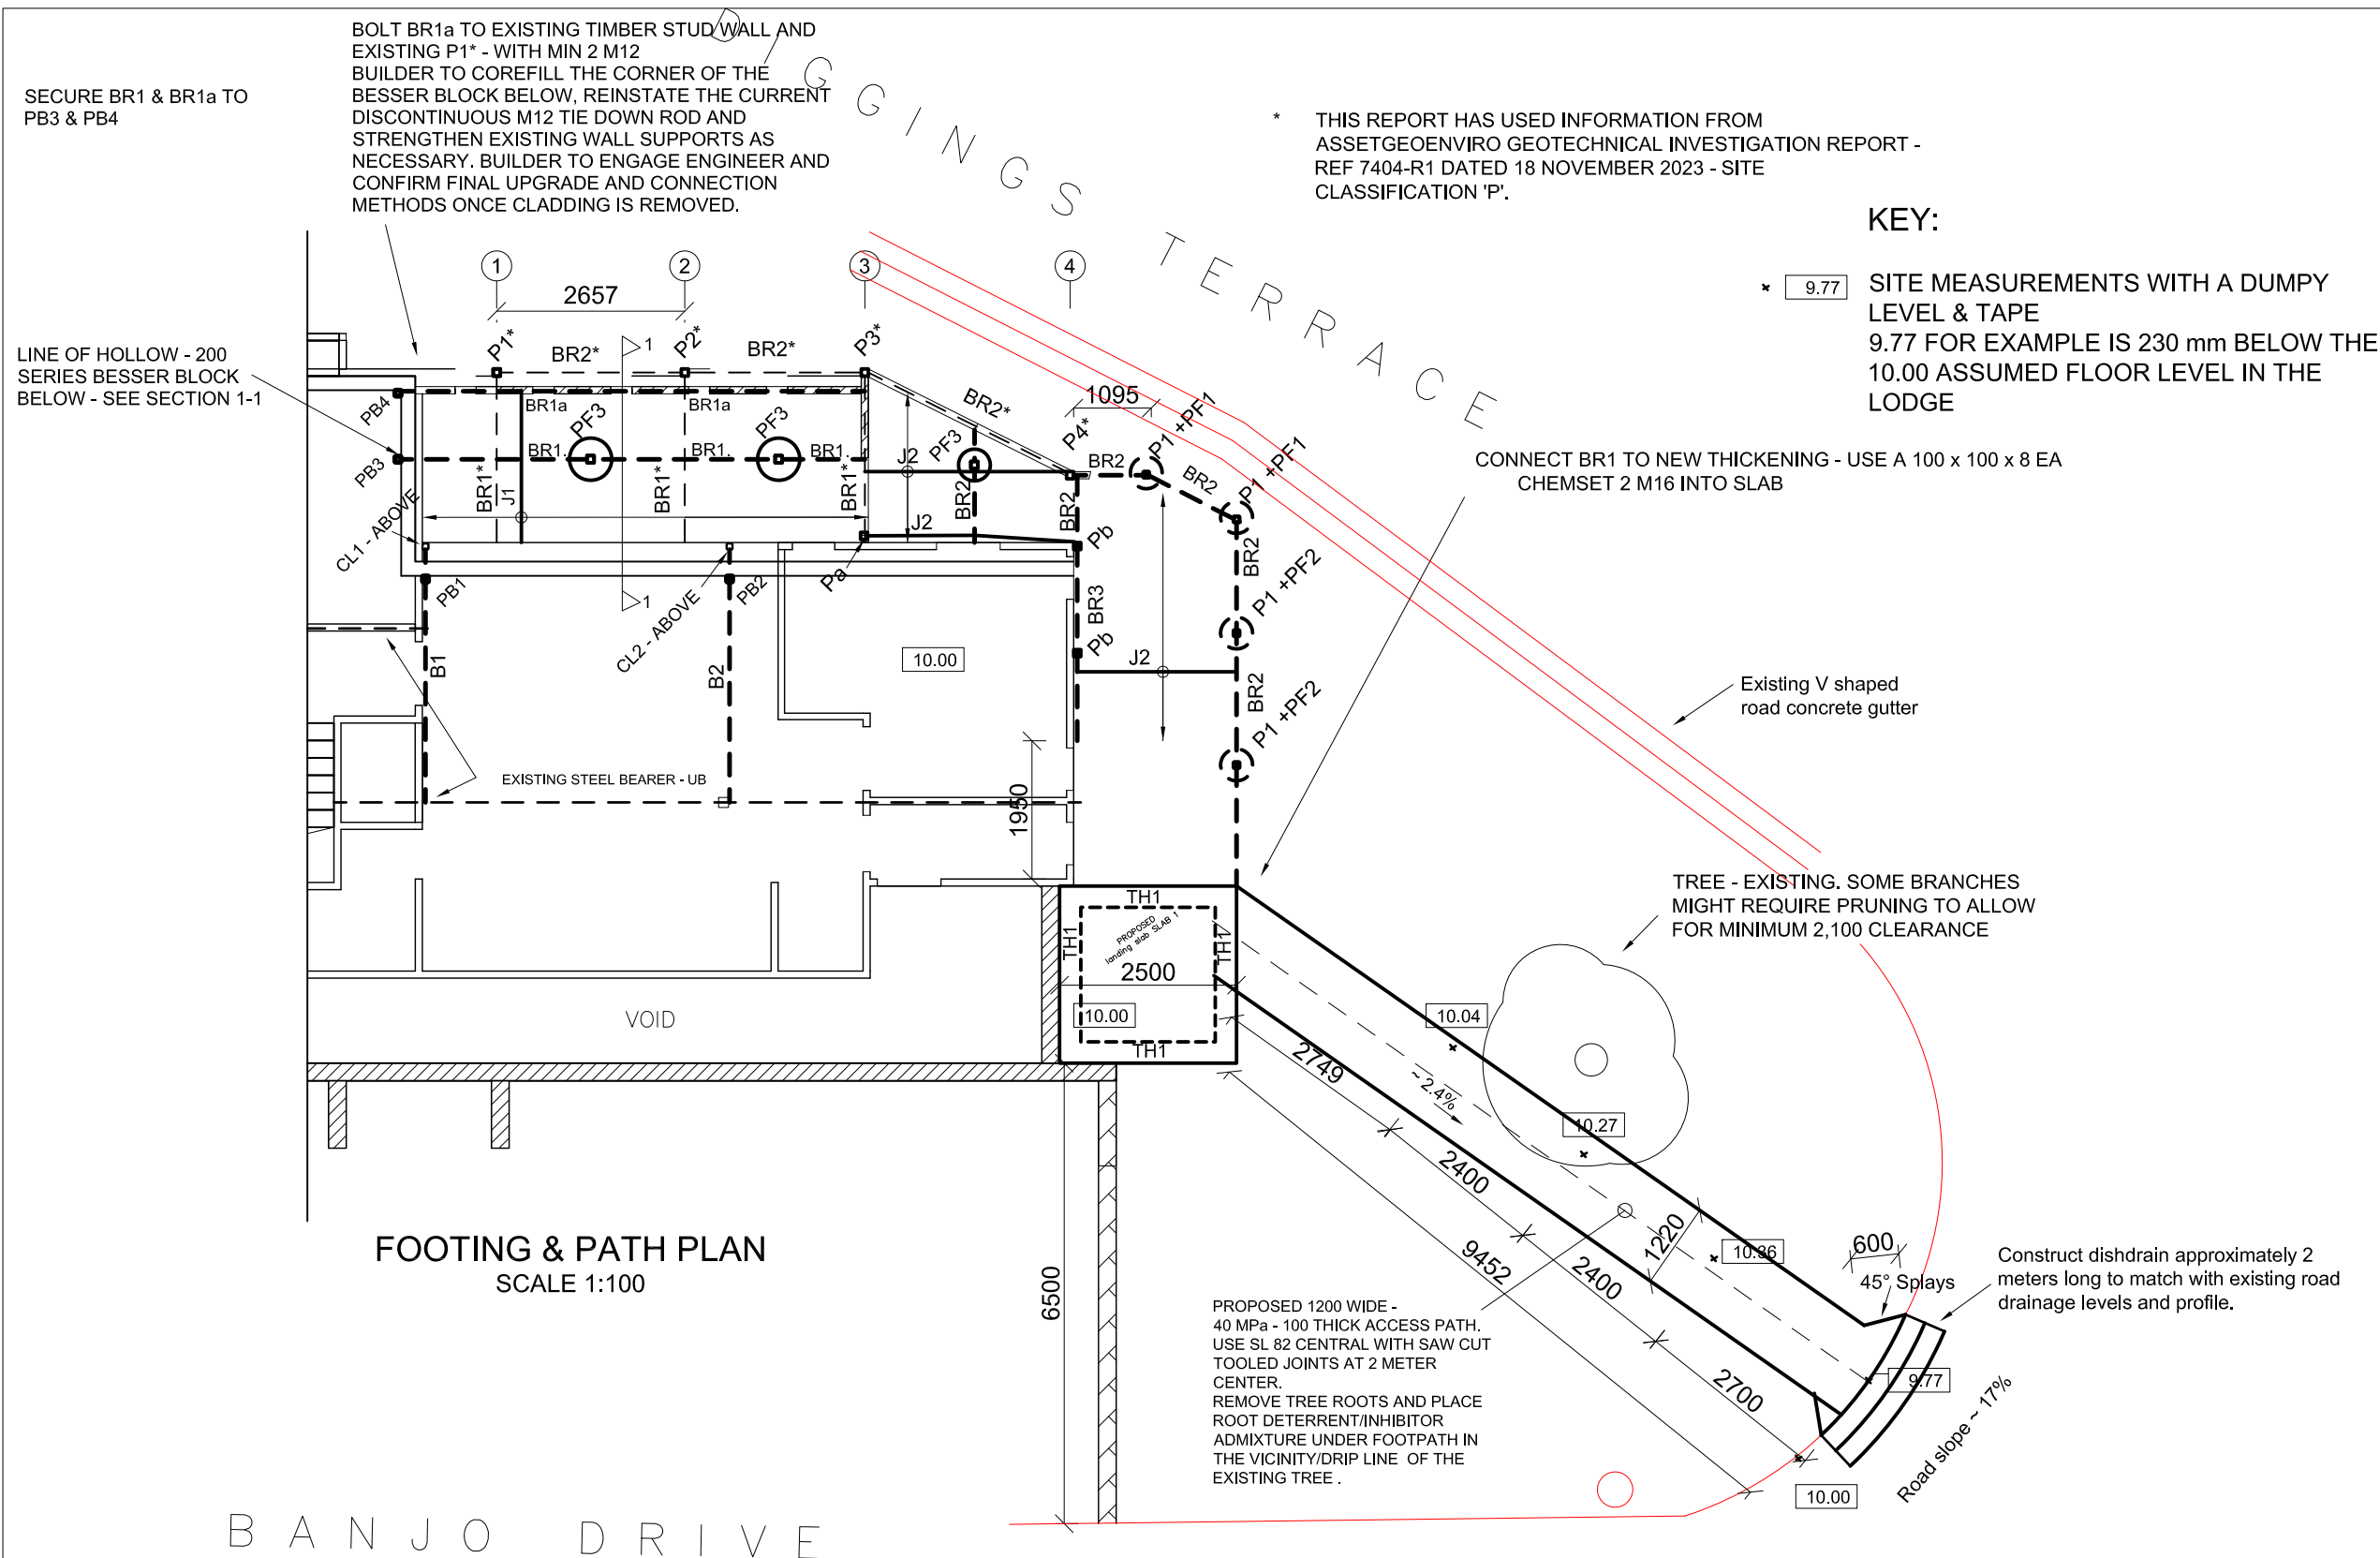 BOLT BR1a TO EXISTING TIMBER STUD WALL AND
EXISTING P1* - WITH MIN 2 M12
BUILDER TO COREFILL THE CORNER OF THE
BESSER BLOCK BELOW, REINSTATE THE CURRENT
DISCONTINUOUS M12 TIE DOWN ROD AND
STRENGTHEN EXISTING WALL SUPPORTS AS
NECESSARY. BUILDER TO ENGAGE ENGINEER AND
CONFIRM FINAL UPGRADE AND CONNECTION
METHODS ONCE CLADDING IS REMOVED.
SECURE BR1 & BR1a TO
PB3 & PB4
D GGINGS TERRACE
* THIS REPORT HAS USED INFORMATION FROM
ASSETGEOENVIRO GEOTECHNICAL INVESTIGATION REPORT -
REF 7404-R1 DATED 18 NOVEMBER 2023 - SITE
CLASSIFICATION 'P'.
KEY:
9.77
SITE MEASUREMENTS WITH A DUMPY
LEVEL & TAPE
9.77 FOR EXAMPLE IS 230 mm BELOW THE
10.00 ASSUMED FLOOR LEVEL IN THE
LODGE
LINE OF HOLLOW - 200
SERIES BESSER BLOCK
BELOW - SEE SECTION 1-1
1
2
3
4
2657
P1*
BR2*
1
P2*
BR2*
P3*
BR2*
1095
P4*
P1 +PF1
P1 +PF1
PB4
BR1a
BR1a
PF3
PF3
PF3
PB3
BR1.
BR1.
BR1.
J2
BR2
BR2
BR1*
J1
BR1*
BR1*
BR2
BR2
J2
BR2
CONNECT BR1 TO NEW THICKENING - USE A 100 x 100 x 8 EA
CHEMSET 2 M16 INTO SLAB
CL1 - ABOVE
Pb
PB1
1
PB2
Pa
CL2 - ABOVE
BR3
P1 +PF2
Pb
J2
B1
B2
10.00
BR2
P1 +PF2
Existing V shaped
road concrete gutter
EXISTING STEEL BEARER - UB
1950
TREE - EXISTING. SOME BRANCHES
MIGHT REQUIRE PRUNING TO ALLOW
FOR MINIMUM 2,100 CLEARANCE
TH1
PROPOSED
landing slab SLAB 1
TH1
TH1
2500
10.00
TH1
VOID
10.04
2749
~ 2.4%
10.27
2400
2400
9452
1220
10.36
600
45° Splays
Construct dishdrain approximately 2
meters long to match with existing road
drainage levels and profile.
FOOTING & PATH PLAN
SCALE 1:100
6500
PROPOSED 1200 WIDE -
40 MPa - 100 THICK ACCESS PATH.
USE SL 82 CENTRAL WITH SAW CUT
TOOLED JOINTS AT 2 METER
CENTER.
REMOVE TREE ROOTS AND PLACE
ROOT DETERRENT/INHIBITOR
ADMIXTURE UNDER FOOTPATH IN
THE VICINITY/DRIP LINE OF THE
EXISTING TREE .
2700
9.77
Road slope ~ 17%
10.00
BANJO DRIVE